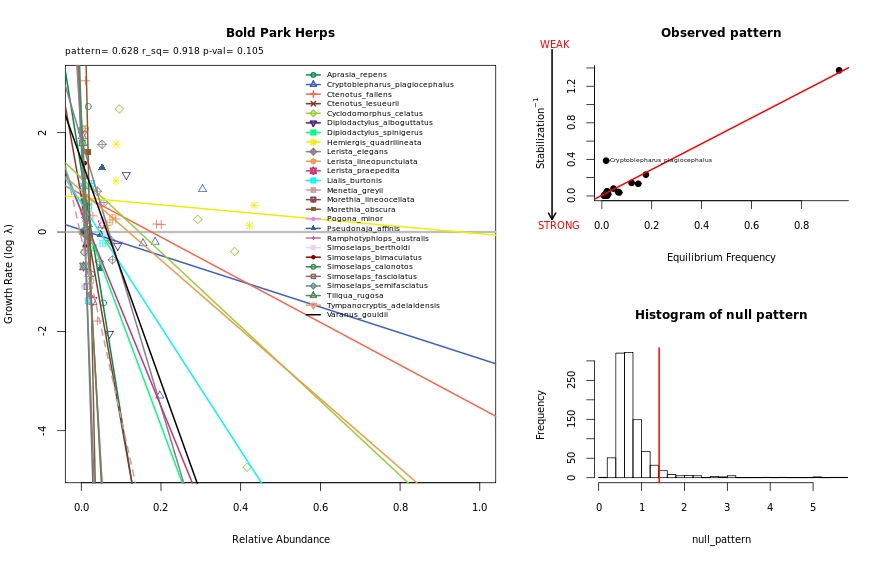 Bold Park Herps
pattern= 0.628 r_sq= 0.918 p-val= 0.105
Growth Rate (log λ)
2
0
-2
-4
0.0 0.2 0.4 0.6 0.8 1.0
Relative Abundance
Aprasia_repens
Cryptoblepharus_plagiocephalus
Ctenotus_fallens
Ctenotus_lesueurii
Cyclodomorphus_celatus
Diplodactylus_alboguttatus
Diplodactylus_spinigerus
Hemiergis_quadrilineata
Lerista_elegans
Lerista_lineopunctulata
Lerista_praepedita
Lialis_burtonis
Menetia_greyii
Morethia_lineoocellata
Morethia_obscura
Pogona_minor
Pseudonaja_affinis
Ramphotyphlops_australis
Simoselaps_bertholdi
Simoselaps_bimaculatus
Simoselaps_calonotos
Simoselaps_fasciolatus
Simoselaps_semifasciatus
Tiliqua_rugosa
Tympanocryptis_adelaidensis
Varanus_gouldii
Observed pattern
WEAK
STRONG
Stabilization⁻¹
0.0 0.4 0.8 1.2
Cryptoblepharus_plagiocephalus
0.0 0.2 0.4 0.6 0.8
Equilibrium Frequency
Histogram of null pattern
Frequency
0 50 150 250
0 1 2 3 4 5
null_pattern